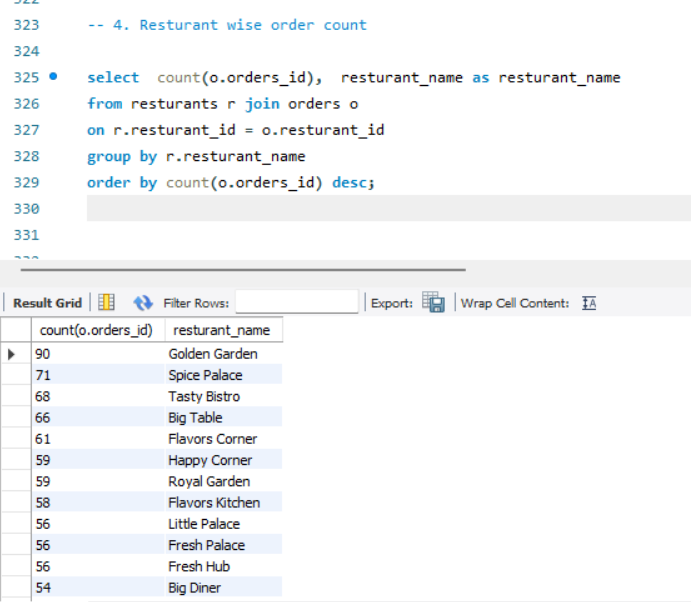 322
323 -- 4. Resturant wise order count
324
325 select count(o.orders_id), resturant_name as resturant_name
326 from resturants r join orders o
327 on r.resturant_id = o.resturant_id
328 group by r.resturant_name
329 order by count(o.orders_id) desc;
330
331
Result Grid Filter Rows: Export: Wrap Cell Content: IA
count(o.orders_id) resturant_name
90 Golden Garden
71 Spice Palace
68 Tasty Bistro
66 Big Table
61 Flavors Corner
59 Happy Corner
59 Royal Garden
58 Flavors Kitchen
56 Little Palace
56 Fresh Palace
56 Fresh Hub
54 Big Diner